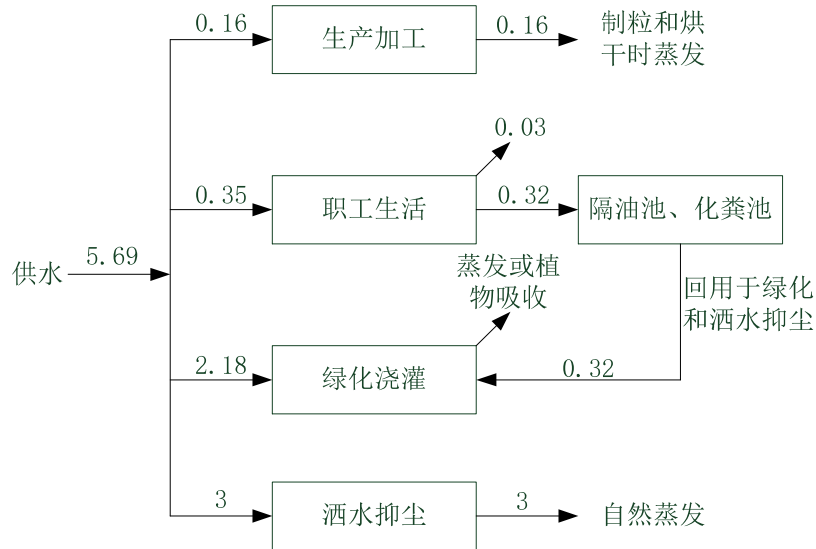 0.16
生产加工
0.16
制粒和烘
干时蒸发
0.03
0.35
职工生活
0.32
隔油池、化粪池
供水
5.69
蒸发或植
物吸收
回用于绿化
和洒水抑尘
2.18
绿化浇灌
0.32
3
洒水抑尘
3
自然蒸发